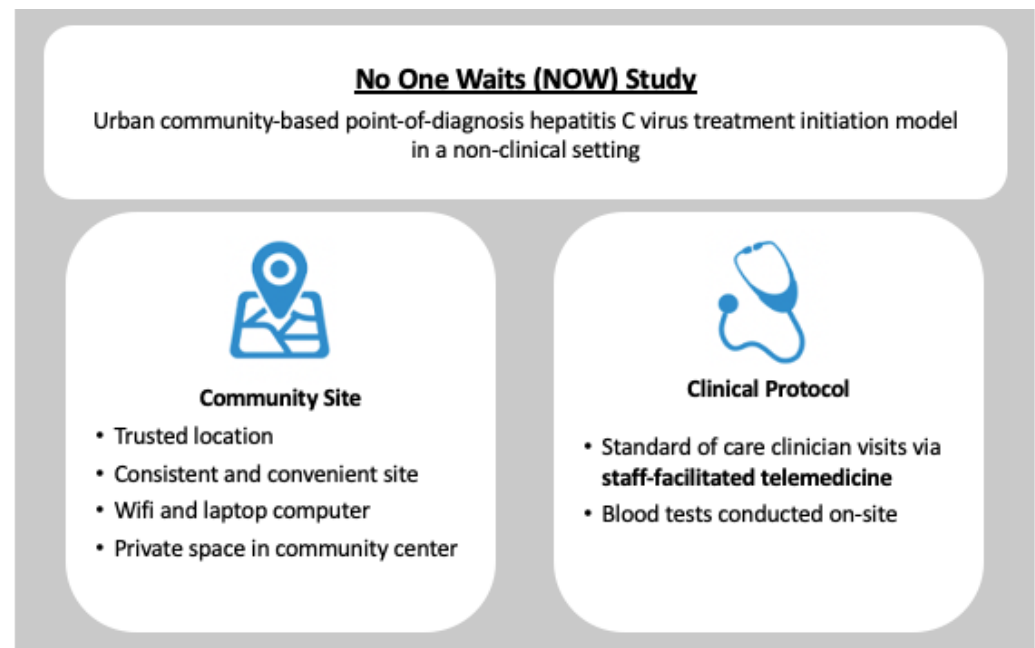 No One Waits (NOW) Study
Urban community-based point-of-diagnosis hepatitis C virus treatment initiation model
in a non-clinical setting
Community Site
• Trusted location
• Consistent and convenient site
• Wifi and laptop computer
• Private space in community center
Clinical Protocol
• Standard of care clinician visits via
staff-facilitated telemedicine
• Blood tests conducted on-site